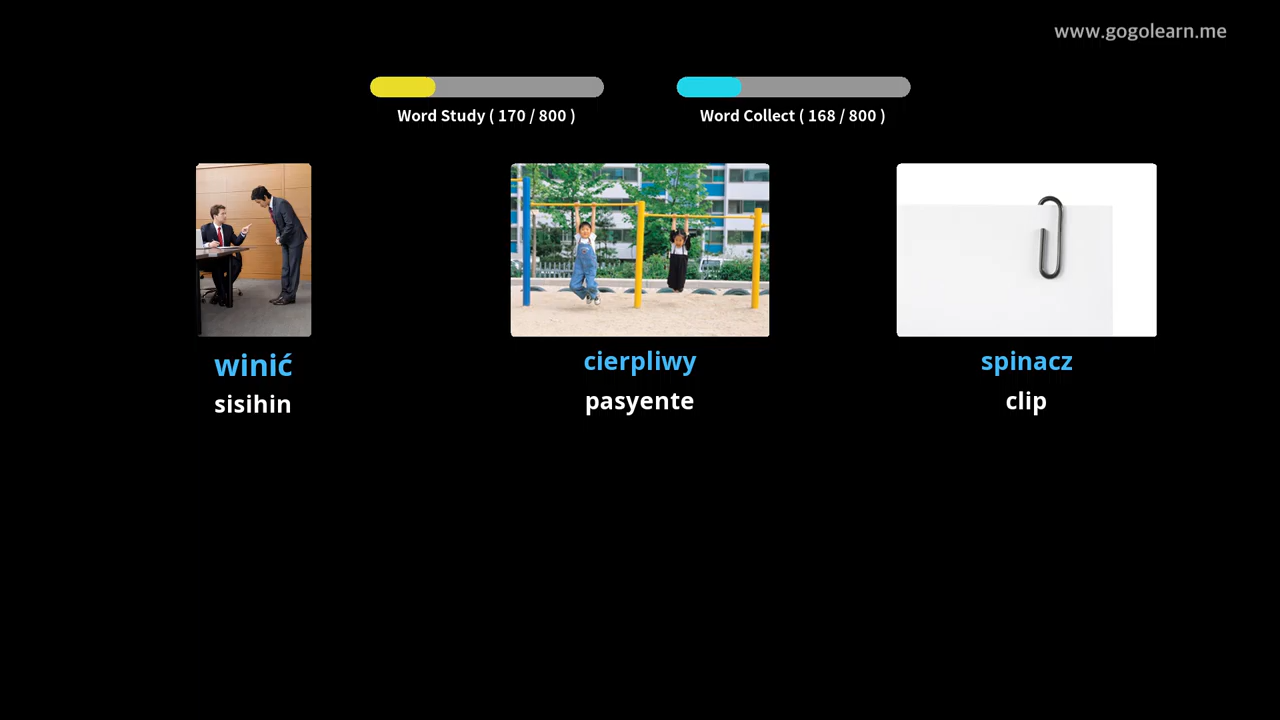 www.gogolearn.me
Word Study ( 170 / 800 )
Word Collect ( 168 / 800 )
winić
sisihin
cierpliwy
pasyente
spinacz
clip